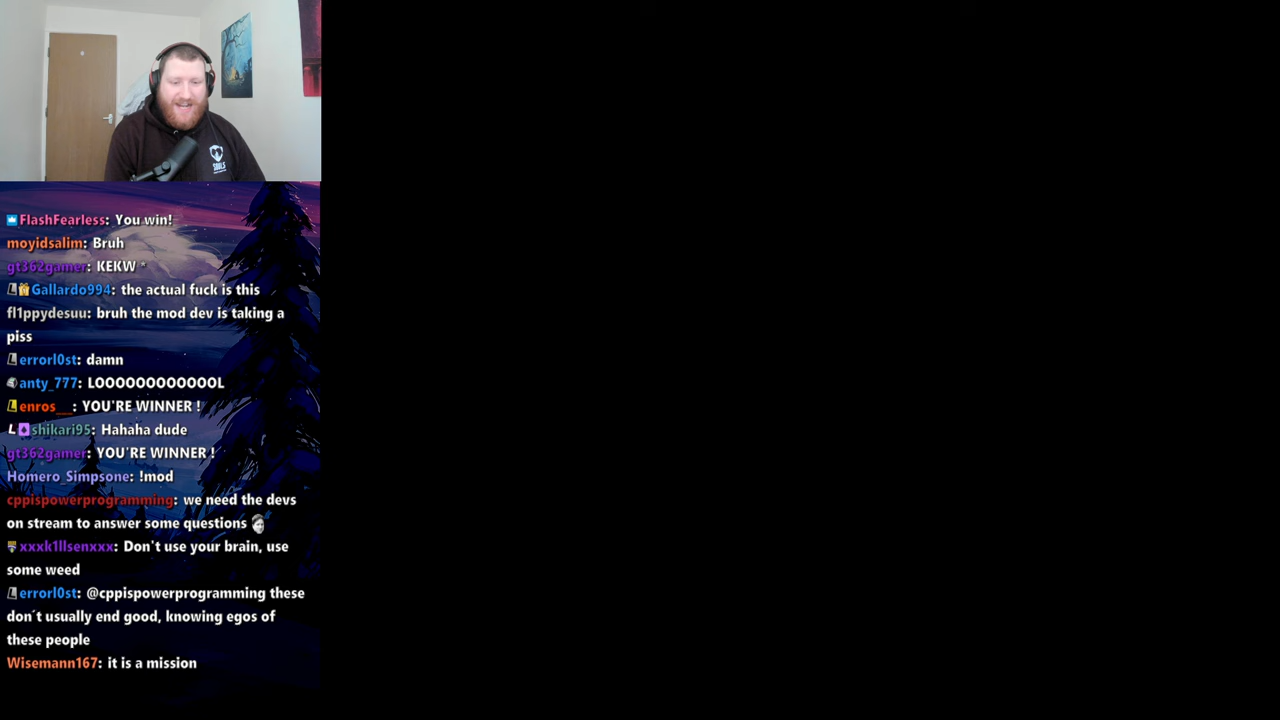 SOULS
FlashFearless: You win!
moyidsalim: Bruh
gt362gamer: KEKW *
Gallardo994: the actual fuck is this
fl1ppydesuu: bruh the mod dev is taking a
piss
errorl0st: damn
anty_777: LOOOOOOOOOOOOL
enros__: YOU'RE WINNER !
shikari95: Hahaha dude
gt362gamer: YOU'RE WINNER !
Homero_Simpsone: !mod
cppispowerprogramming: we need the devs
on stream to answer some questions
xxxk1llsenxxx: Don't use your brain, use
some weed
errorl0st: @cppispowerprogramming these
don´t usually end good, knowing egos of
these people
Wisemann167: it is a mission